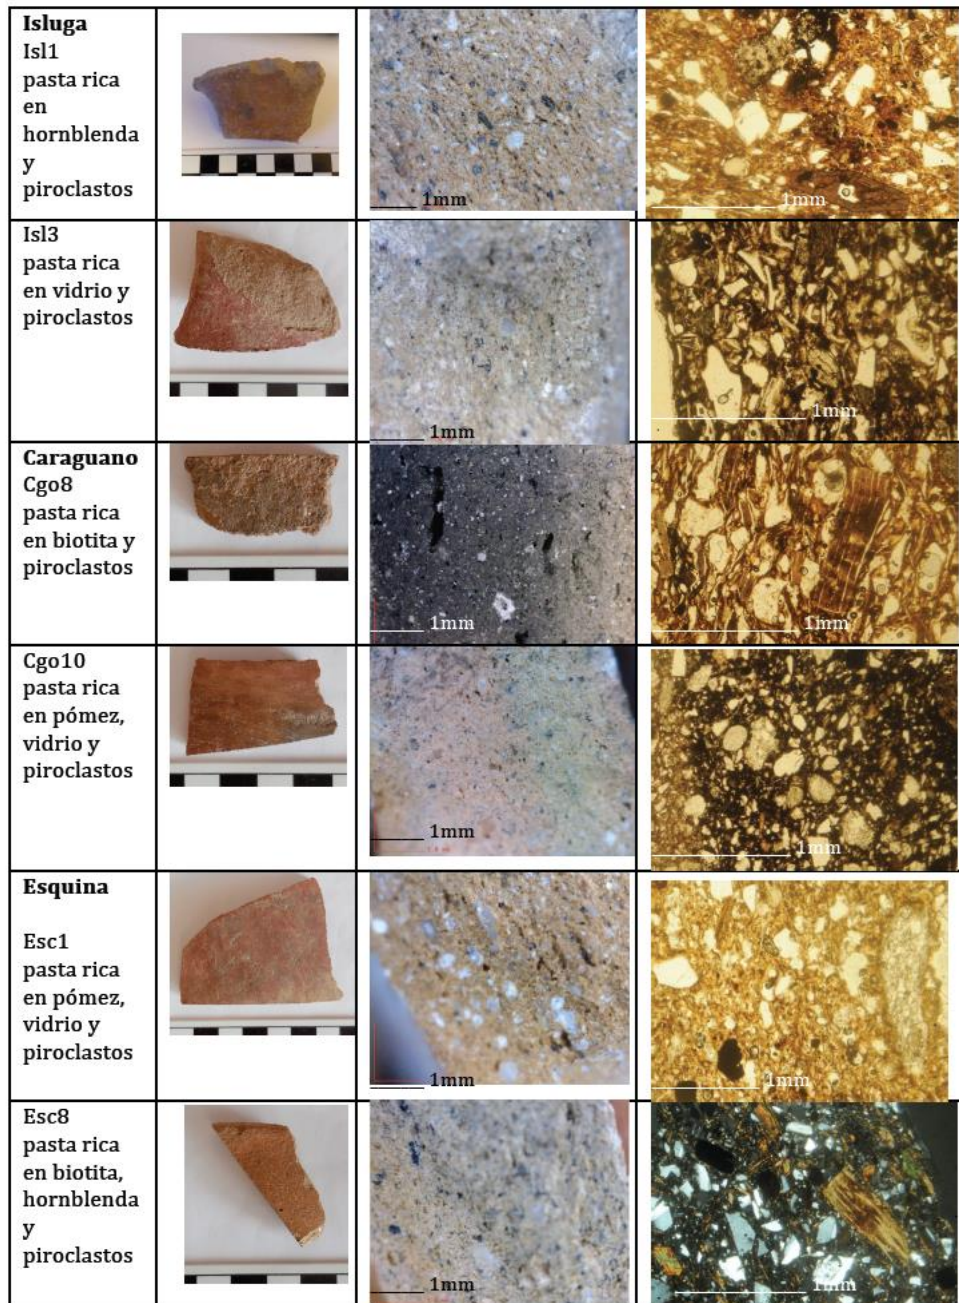 Isluga
Isl1
pasta rica
en
hornblenda
y
piroclastos
1mm
1mm
Isl3
pasta rica
en vidrio y
piroclastos
1mm
1mm
Caraguano
Cgo8
pasta rica
en biotita y
piroclastos
1mm
1mm
Cgo10
pasta rica
en pómez,
vidrio y
piroclastos
1mm
1mm
Esquina
Esc1
pasta rica
en pómez,
vidrio y
piroclastos
1mm
1mm
Esc8
pasta rica
en biotita,
hornblenda
y
piroclastos
1mm
1mm